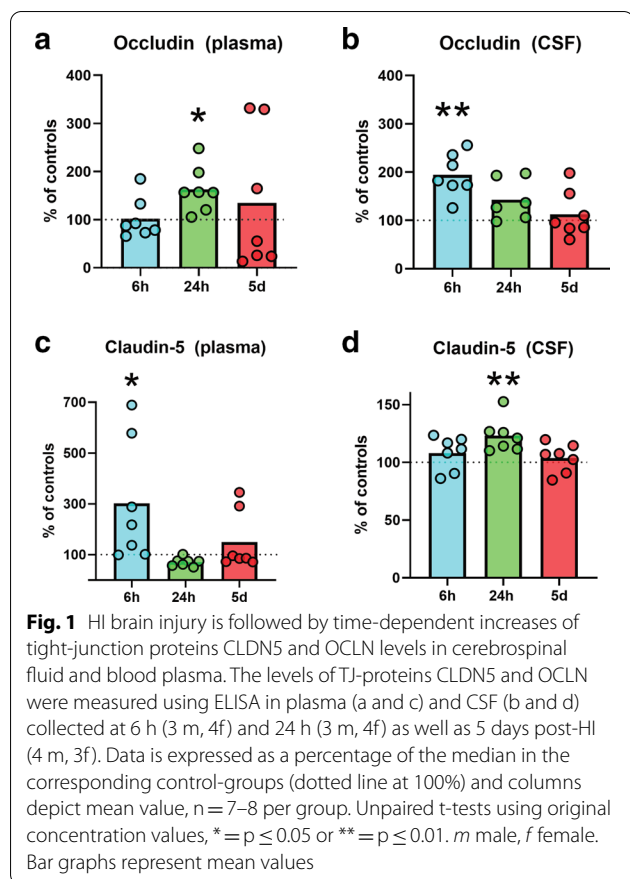 a Occludin (plasma)
% of controls
400
300
200
100
0
*
6h 24h 5d
b Occludin (CSF)
% of controls
400
300
200
100
0
**
6h 24h 5d
c Claudin-5 (plasma)
% of controls
700
500
300
100
*
6h 24h 5d
d Claudin-5 (CSF)
% of controls
150
100
50
0
**
6h 24h 5d
Fig. 1 HI brain injury is followed by time-dependent increases of
tight-junction proteins CLDN5 and OCLN levels in cerebrospinal
fluid and blood plasma. The levels of TJ-proteins CLDN5 and OCLN
were measured using ELISA in plasma (a and c) and CSF (b and d)
collected at 6 h (3 m, 4f) and 24 h (3 m, 4f) as well as 5 days post-HI
(4 m, 3f). Data is expressed as a percentage of the median in the
corresponding control-groups (dotted line at 100%) and columns
depict mean value, n = 7–8 per group. Unpaired t-tests using original
concentration values, * = p ≤ 0.05 or ** = p ≤ 0.01. m male, f female.
Bar graphs represent mean values